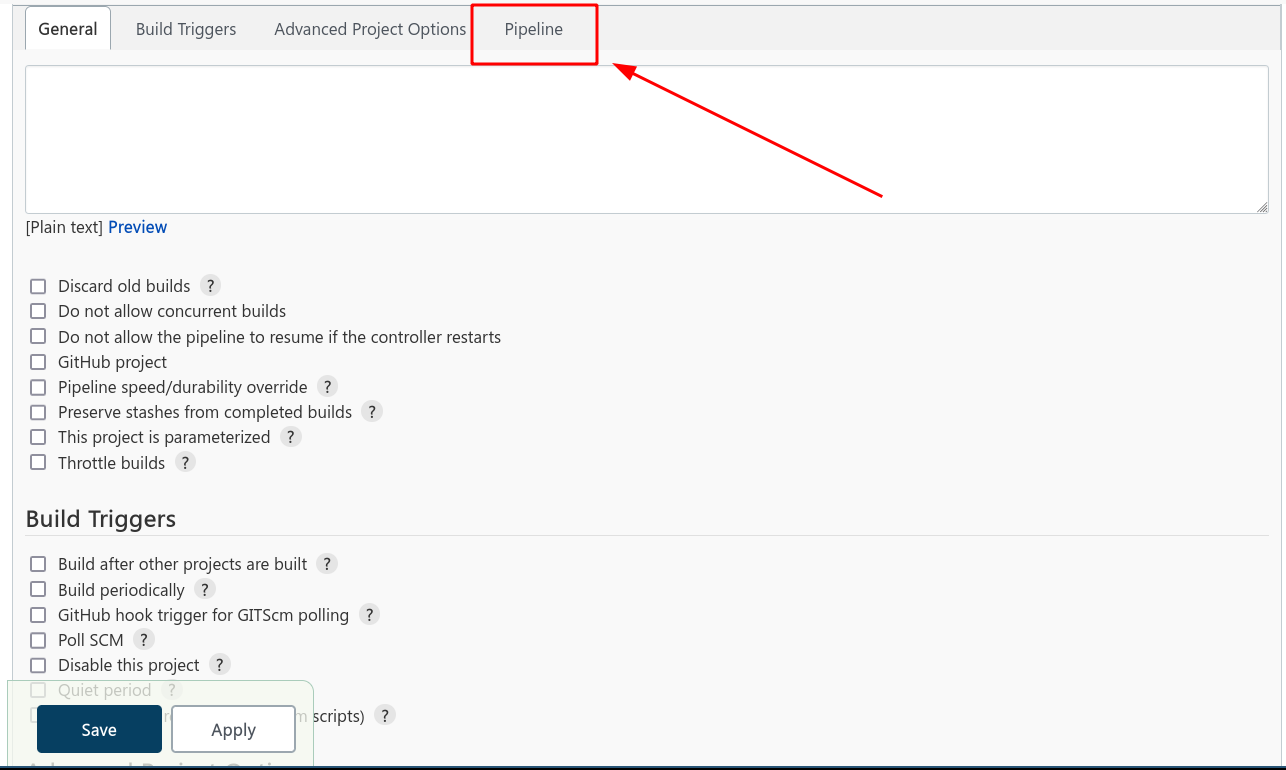 General Build Triggers Advanced Project Options Pipeline
[Plain text] Preview
Discard old builds ?
Do not allow concurrent builds
Do not allow the pipeline to resume if the controller restarts
GitHub project
Pipeline speed/durability override ?
Preserve stashes from completed builds ?
This project is parameterized ?
Throttle builds ?
Build Triggers
Build after other projects are built ?
Build periodically ?
GitHub hook trigger for GITScm polling ?
Poll SCM ?
Disable this project ?
Quiet period ?
scripts) ?
Save Apply